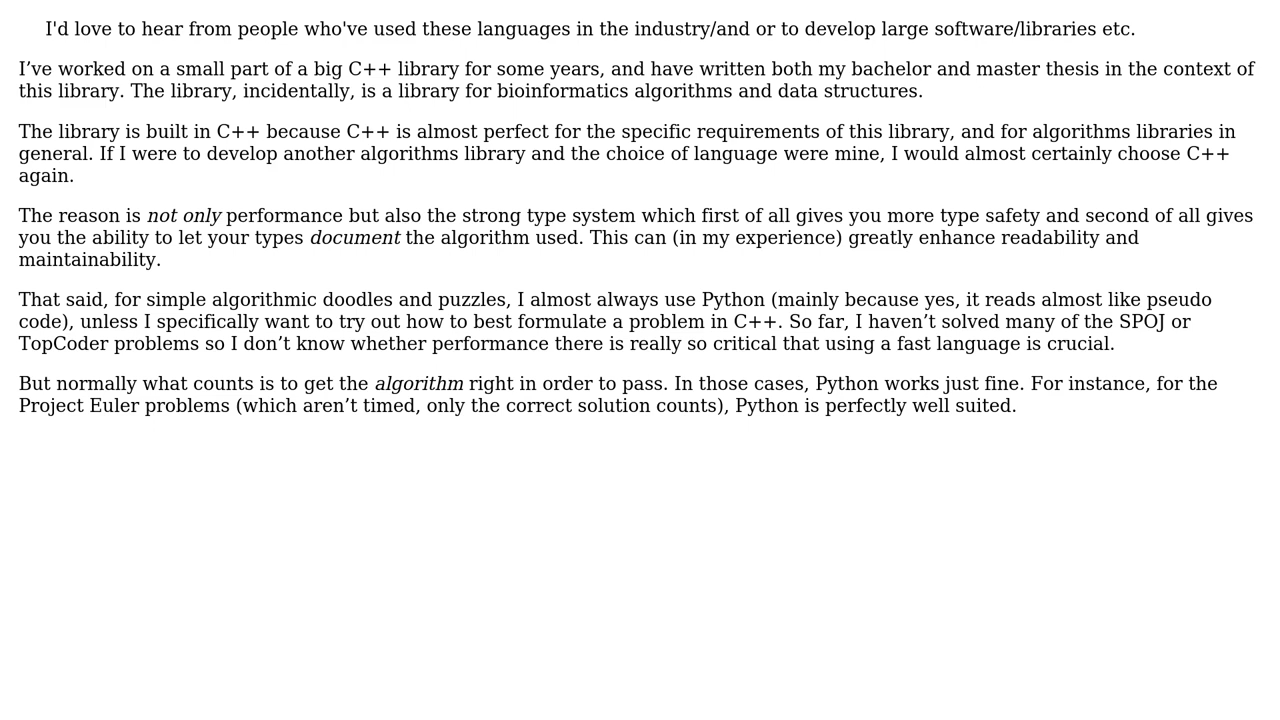 I'd love to hear from people who've used these languages in the industry/and or to develop large software/libraries etc.
I’ve worked on a small part of a big C++ library for some years, and have written both my bachelor and master thesis in the context of
this library. The library, incidentally, is a library for bioinformatics algorithms and data structures.
The library is built in C++ because C++ is almost perfect for the specific requirements of this library, and for algorithms libraries in
general. If I were to develop another algorithms library and the choice of language were mine, I would almost certainly choose C++
again.
The reason is not only performance but also the strong type system which first of all gives you more type safety and second of all gives
you the ability to let your types document the algorithm used. This can (in my experience) greatly enhance readability and
maintainability.
That said, for simple algorithmic doodles and puzzles, I almost always use Python (mainly because yes, it reads almost like pseudo
code), unless I specifically want to try out how to best formulate a problem in C++. So far, I haven’t solved many of the SPOJ or
TopCoder problems so I don’t know whether performance there is really so critical that using a fast language is crucial.
But normally what counts is to get the algorithm right in order to pass. In those cases, Python works just fine. For instance, for the
Project Euler problems (which aren’t timed, only the correct solution counts), Python is perfectly well suited.